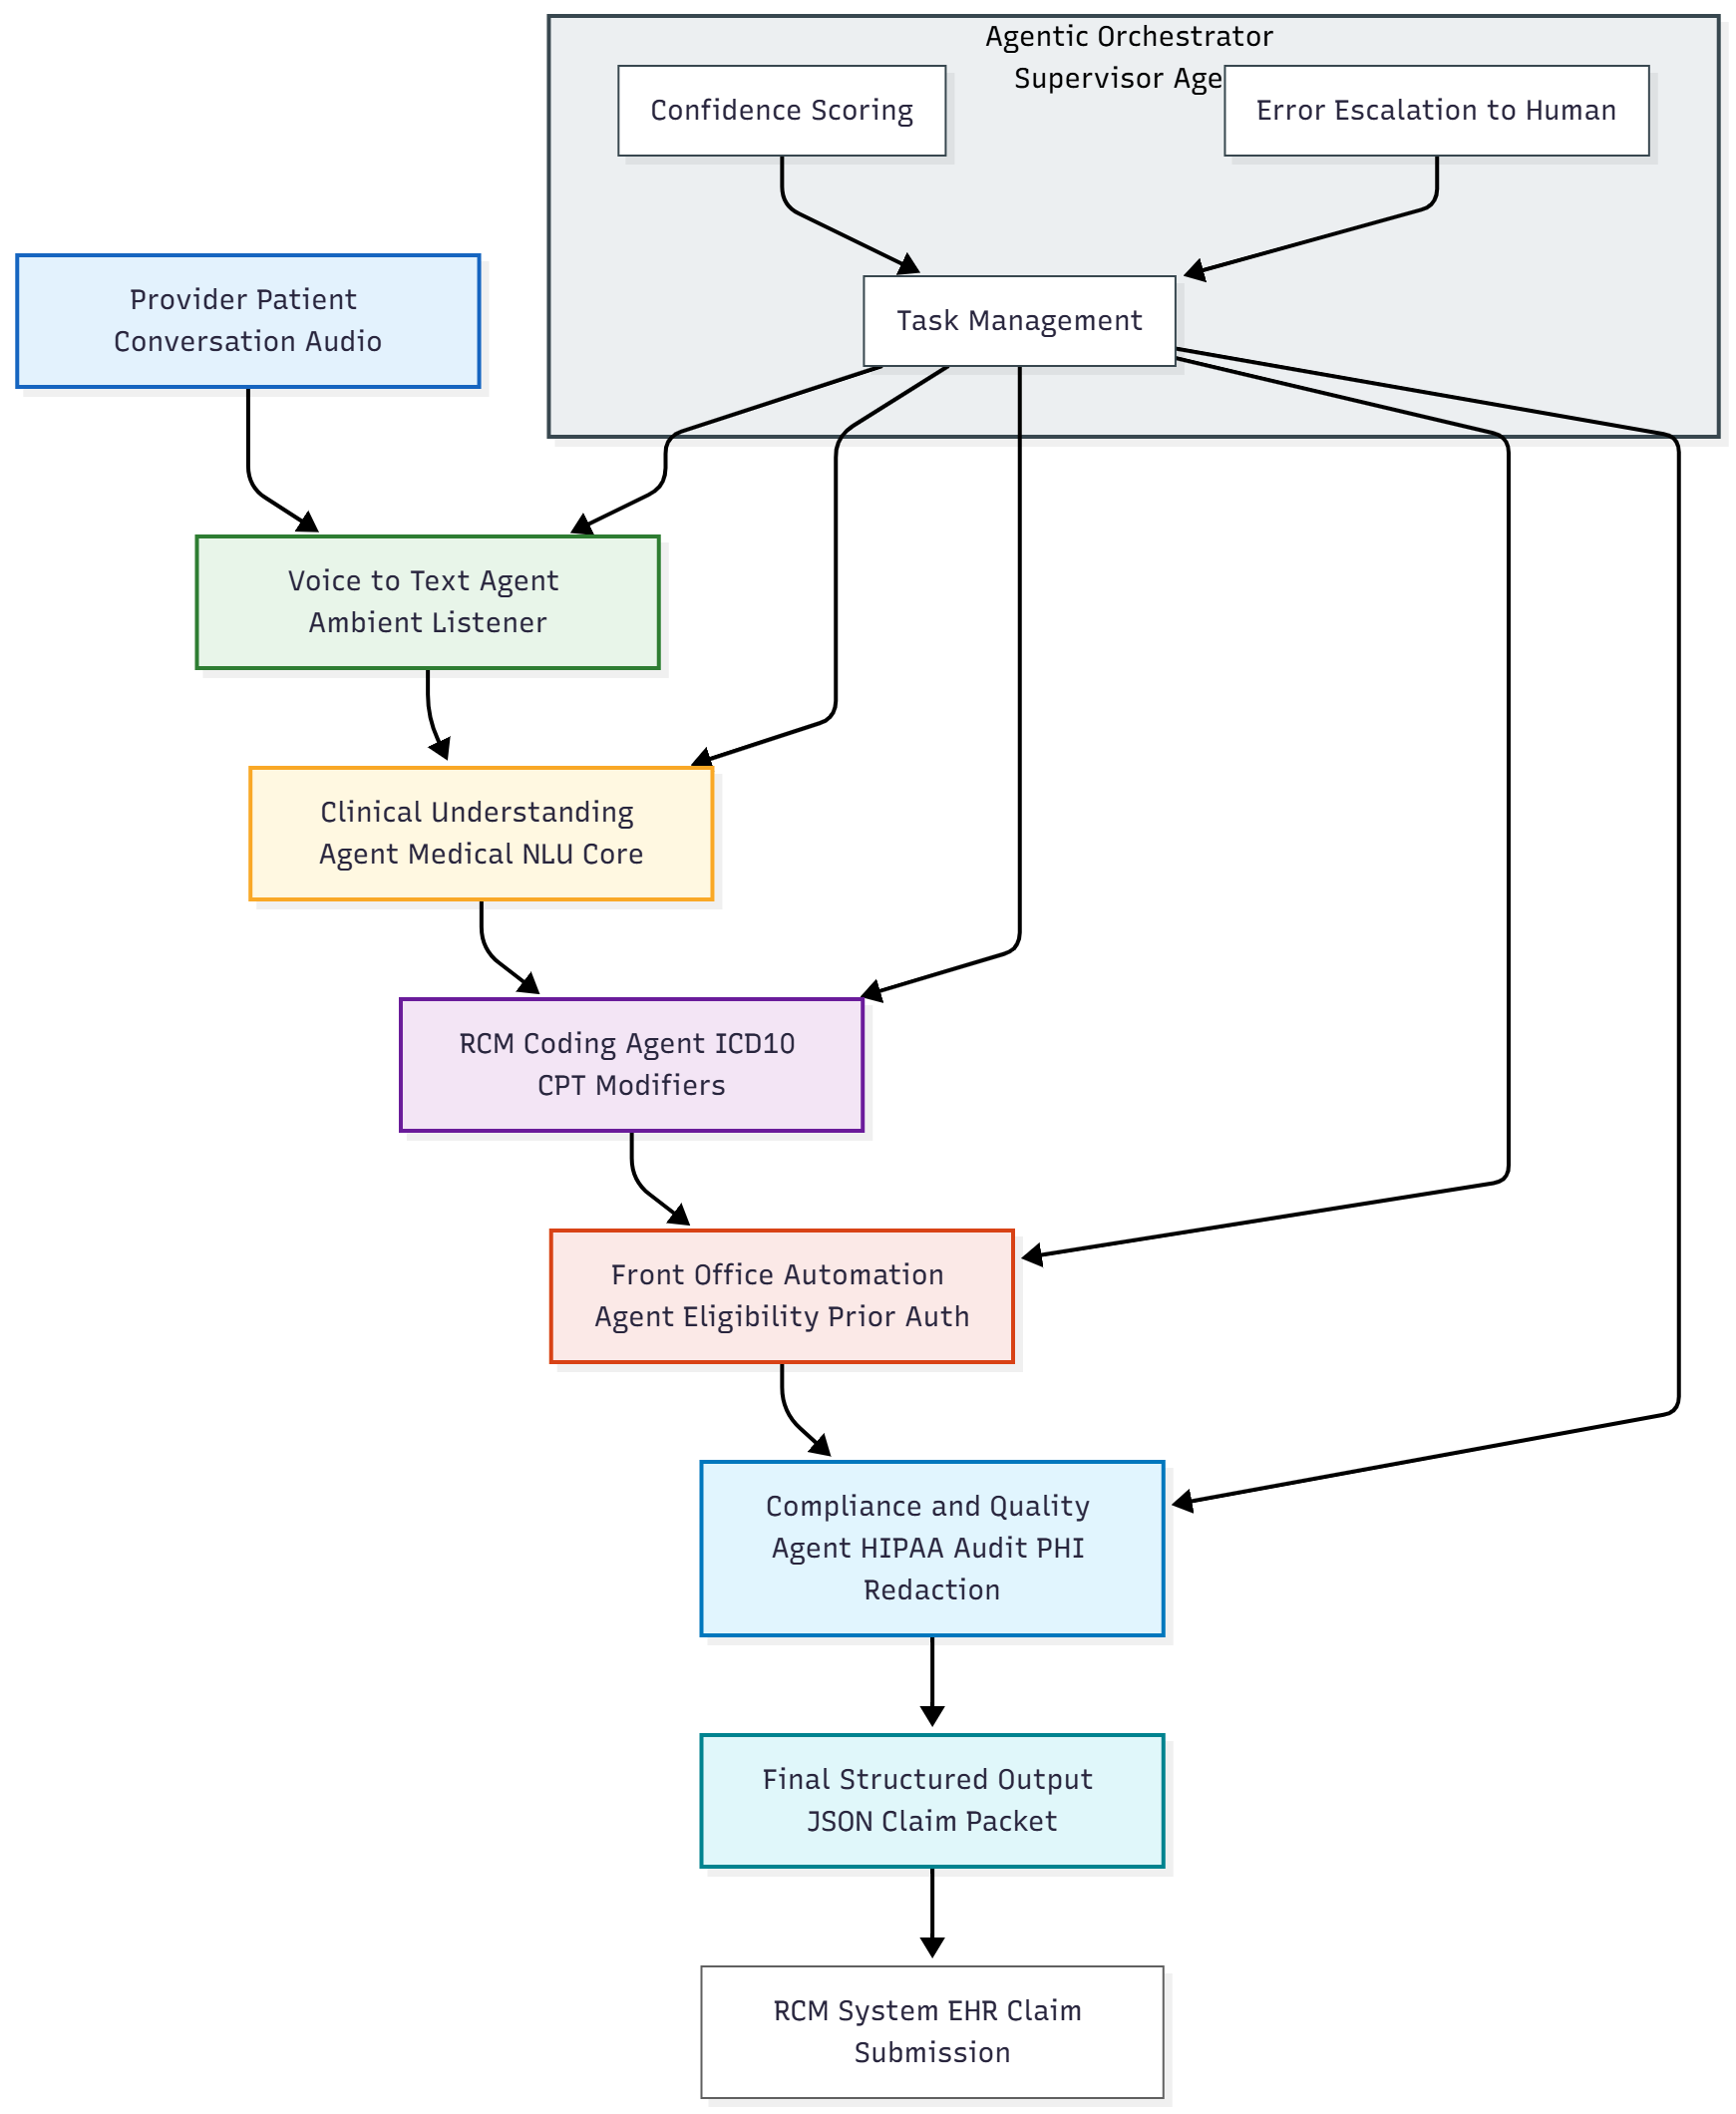 Agentic Orchestrator
Supervisor Age
Confidence Scoring
Error Escalation to Human
Task Management
Provider Patient
Conversation Audio
Voice to Text Agent
Ambient Listener
Clinical Understanding
Agent Medical NLU Core
RCM Coding Agent ICD10
CPT Modifiers
Front Office Automation
Agent Eligibility Prior Auth
Compliance and Quality
Agent HIPAA Audit PHI
Redaction
Final Structured Output
JSON Claim Packet
RCM System EHR Claim
Submission